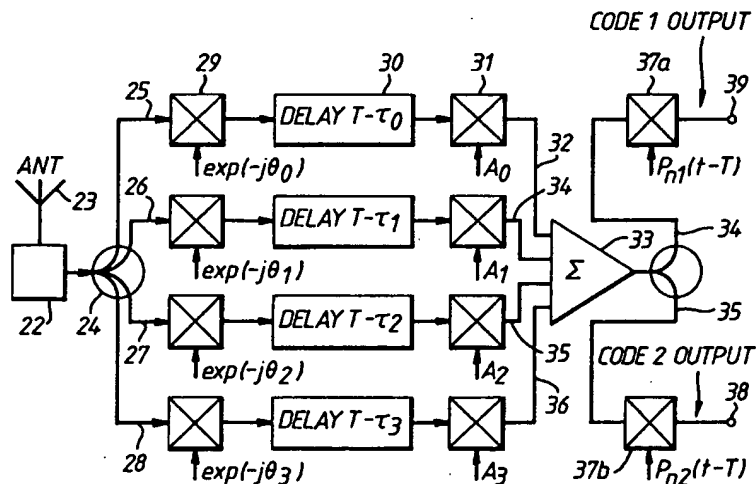 CODE 1 OUTPUT
29
30
31
37a
25
DELAY T-τ₀
39
ANT
exp(-jθ₀)
A₀
32
Pn1(t-T)
23
26
34
33
DELAY T-τ₁
34
exp(-jθ₁)
A₁
Σ
22
24
27
DELAY T-τ₂
35
35
exp(-jθ₂)
A₂
36
CODE 2 OUTPUT
28
DELAY T-τ₃
38
exp(-jθ₃)
A₃
37b
Pn2(t-T)